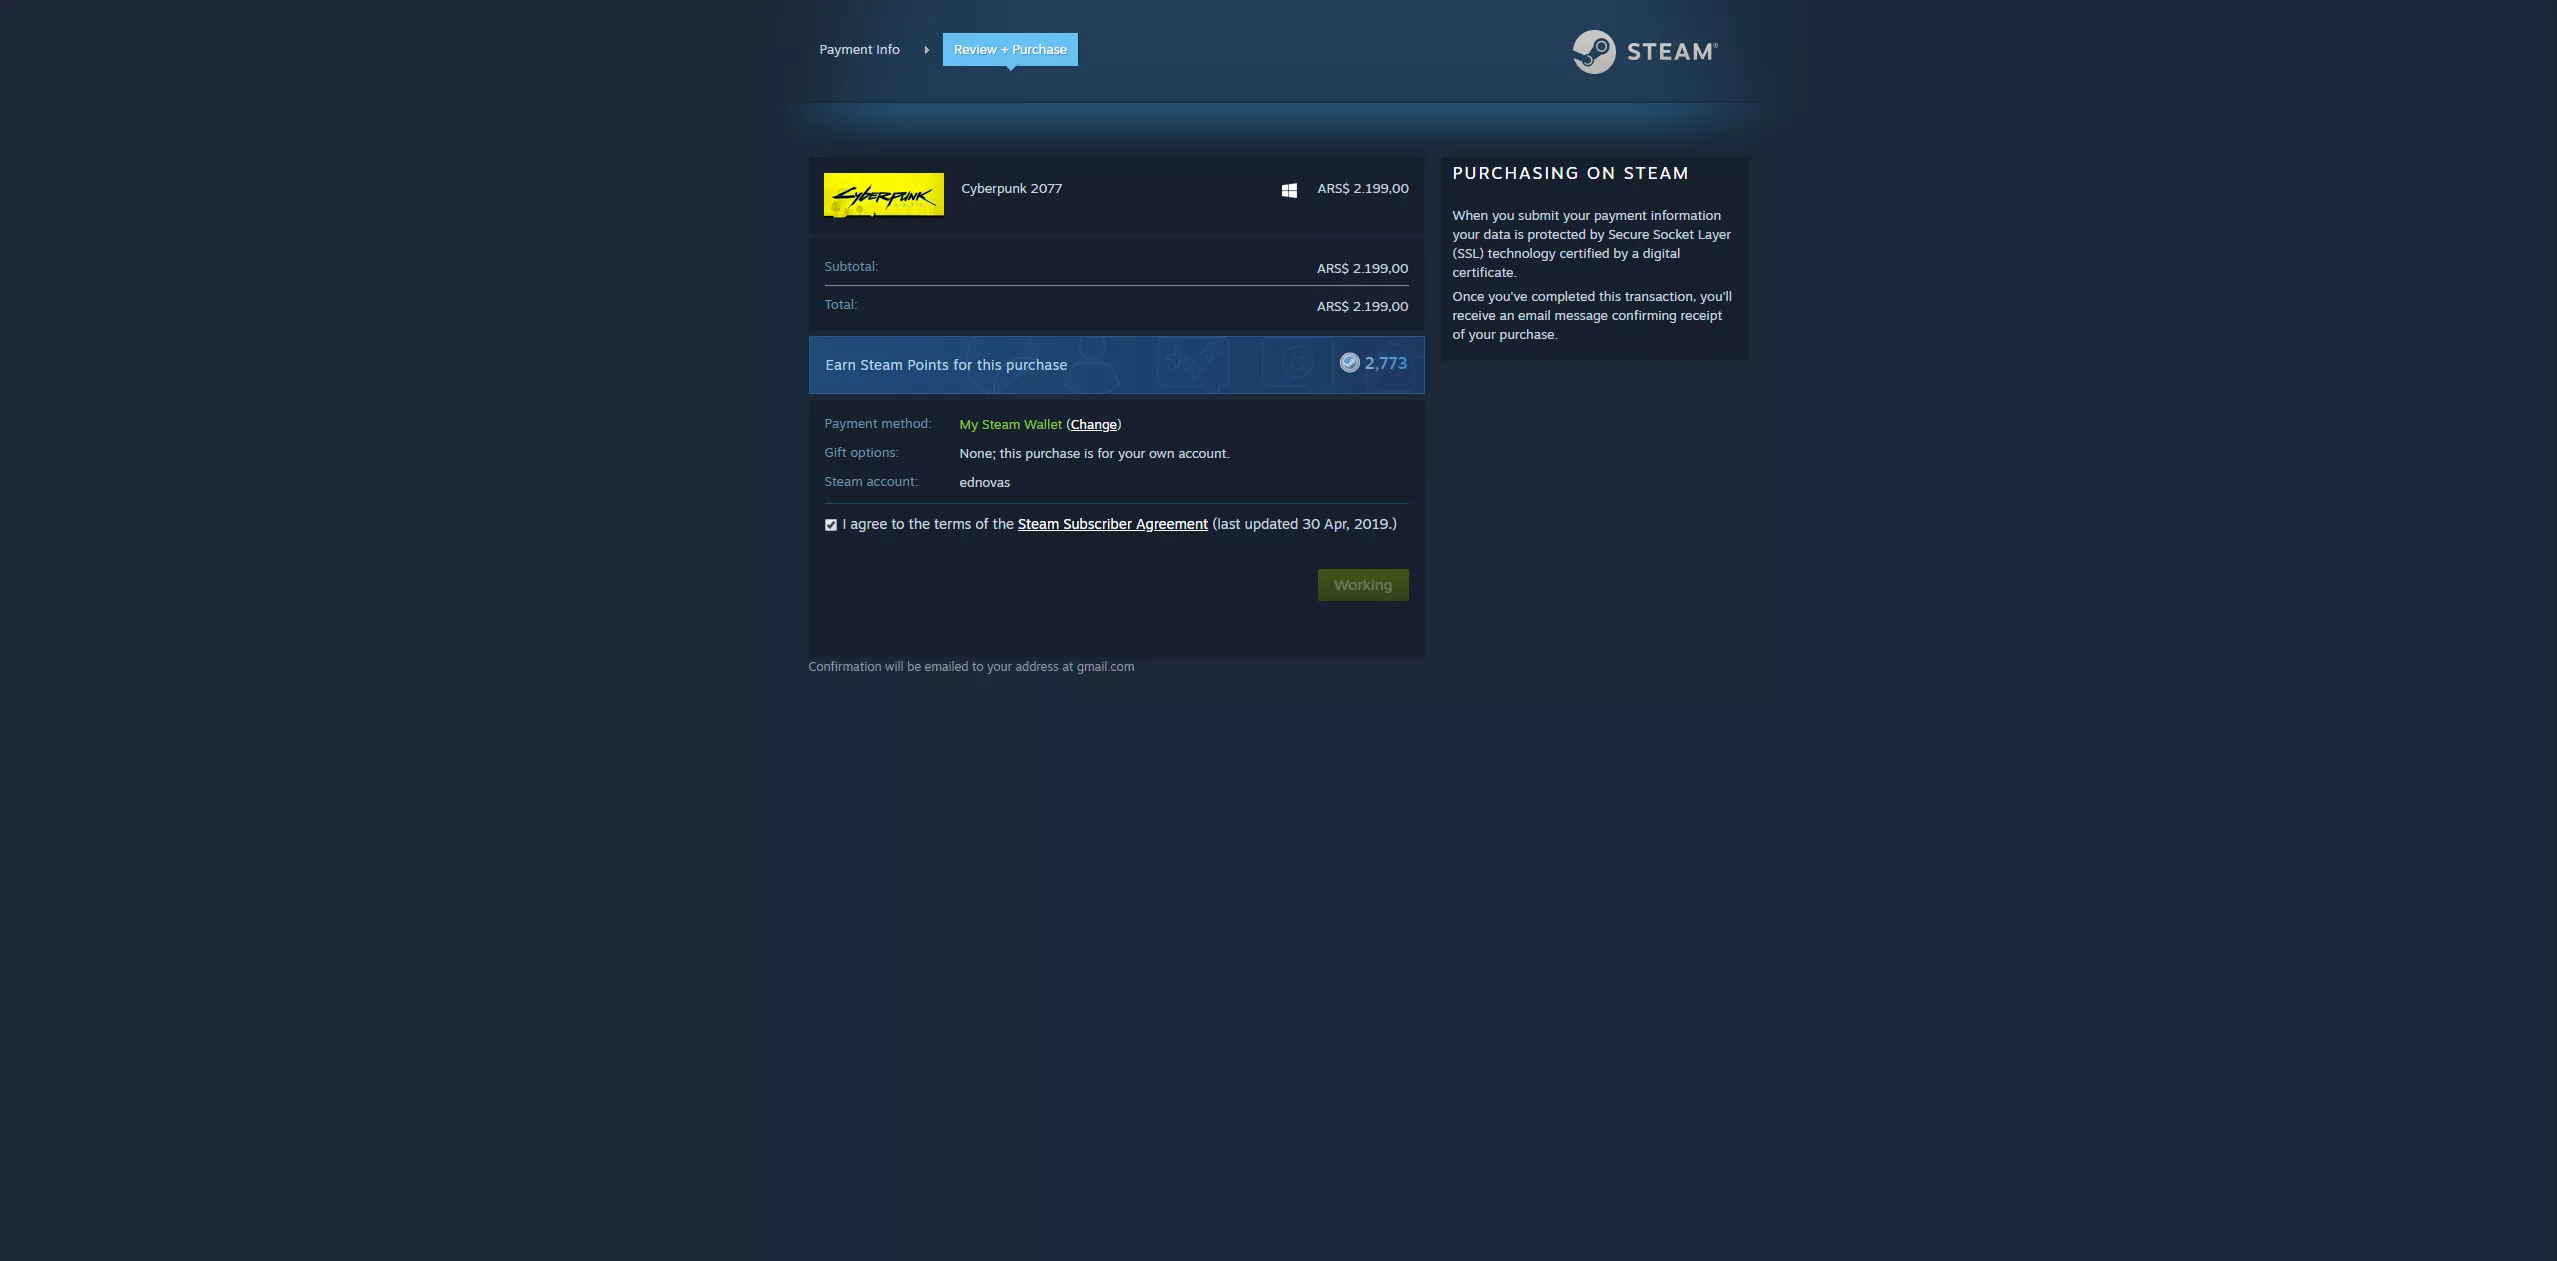 Payment Info
Review + Purchase
STEAM®
CYBERPUNK
Cyberpunk 2077
ARS$ 2.199,00
Subtotal:
ARS$ 2.199,00
Total:
ARS$ 2.199,00
Earn Steam Points for this purchase
2,773
Payment method:
My Steam Wallet (Change)
Gift options:
None; this purchase is for your own account.
Steam account:
ednovas
I agree to the terms of the Steam Subscriber Agreement (last updated 30 Apr, 2019.)
Working
Confirmation will be emailed to your address at gmail.com
PURCHASING ON STEAM
When you submit your payment information
your data is protected by Secure Socket Layer
(SSL) technology certified by a digital
certificate.
Once you've completed this transaction, you'll
receive an email message confirming receipt
of your purchase.